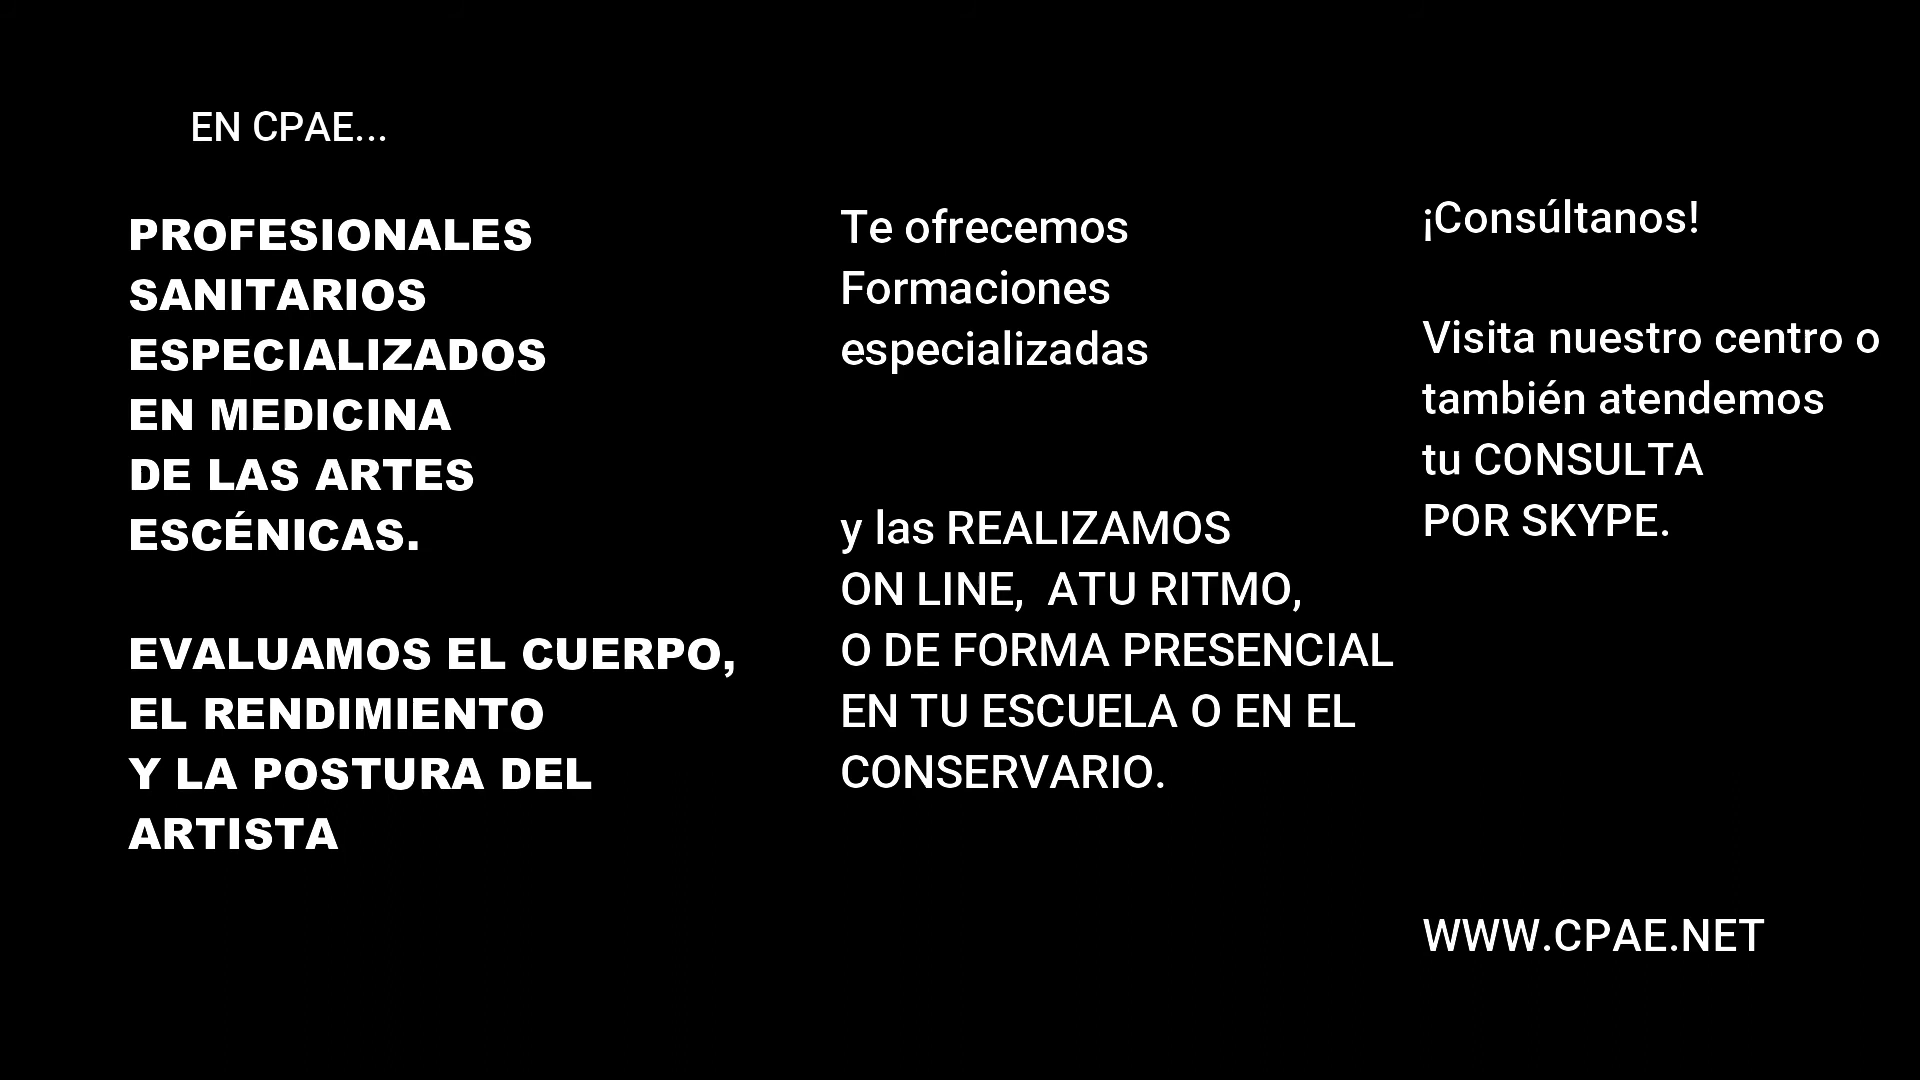 EN CPAE...
PROFESIONALES
SANITARIOS
ESPECIALIZADOS
EN MEDICINA
DE LAS ARTES
ESCÉNICAS.
EVALUAMOS EL CUERPO,
EL RENDIMIENTO
Y LA POSTURA DEL
ARTISTA
Te ofrecemos
Formaciones
especializadas
y las REALIZAMOS
ON LINE,  ATU RITMO,
O DE FORMA PRESENCIAL
EN TU ESCUELA O EN EL
CONSERVARIO.
¡Consúltanos!
Visita nuestro centro o
también atendemos
tu CONSULTA
POR SKYPE.
WWW.CPAE.NET